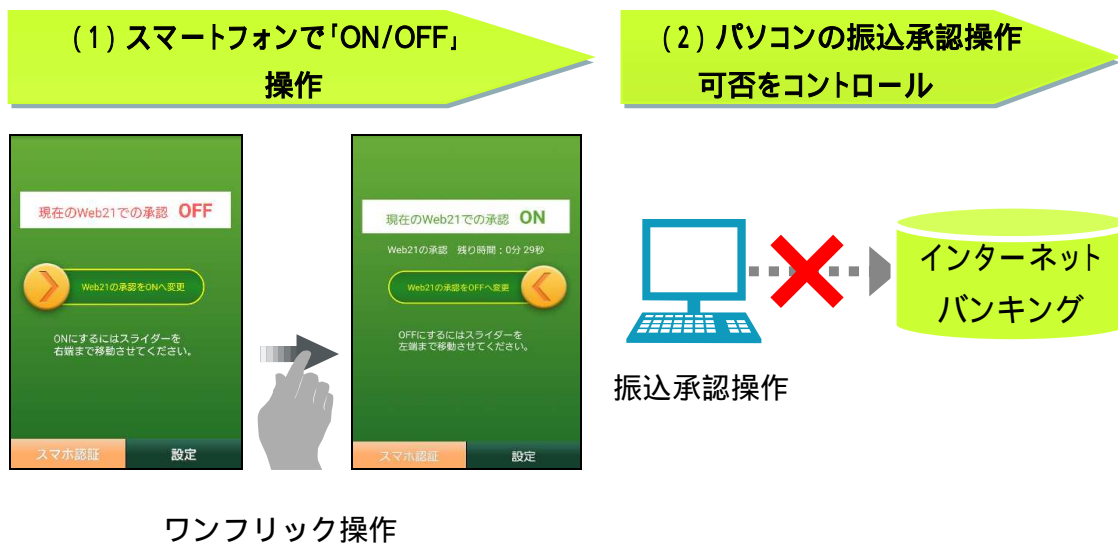 (1) スマートフォンで「ON/OFF」
操作
(2) パソコンの振込承認操作
可否をコントロール
現在のWeb21での承認 OFF
Web21の承認をONへ変更
ONにするにはスライダーを
右端まで移動させてください。
スマホ認証 設定
現在のWeb21での承認 ON
Web21の承認 残り時間:0分29秒
Web21の承認をOFFへ変更
OFFにするにはスライダーを
左端まで移動させてください。
スマホ認証 設定
ワンフリック操作
インターネット
バンキング
振込承認操作